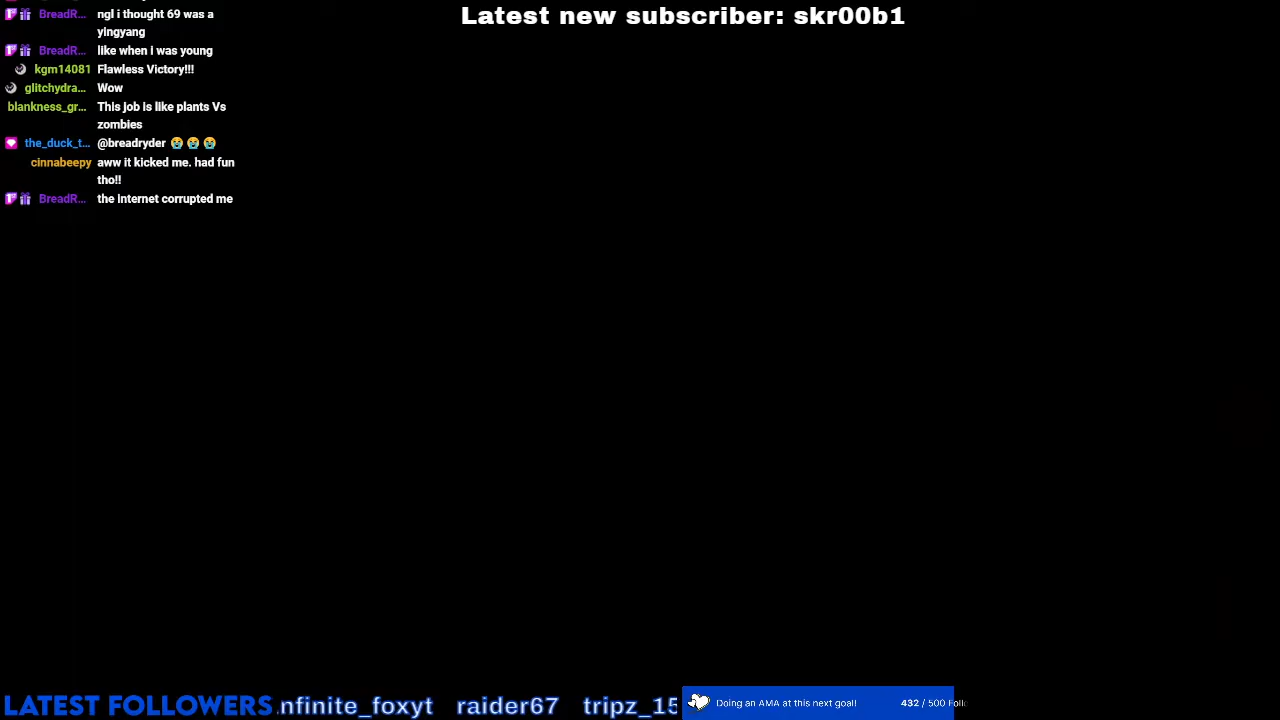 BreadR... ngl i thought 69 was a
yingyang
BreadR... like when i was young
kgm14081 Flawless Victory!!!
glitchydra... Wow
blankness_gr... This job is like plants Vs
zombies
the_duck_t... @breadryder 😭 😭 😭
cinnabeepy aww it kicked me. had fun
tho!!
BreadR... the internet corrupted me
Latest new subscriber: skr00b1
LATEST FOLLOWERS nfinite_foxyt raider67 tripz_15
Doing an AMA at this next goal! 432 / 500 Foll